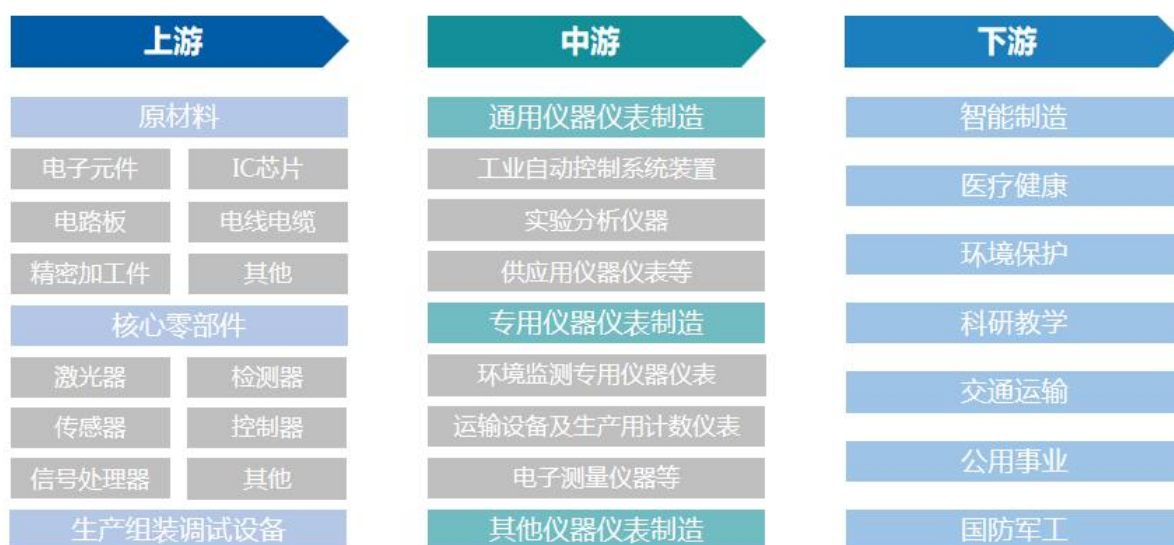 上游
原材料
电子元件 IC芯片
电路板 电线电缆
精密加工件 其他
核心零部件
激光器 检测器
传感器 控制器
信号处理器 其他
生产组装调试设备
中游
通用仪器仪表制造
工业自动控制系统装置
实验分析仪器
供应用仪器仪表等
专用仪器仪表制造
环境监测专用仪器仪表
运输设备及生产用计数仪表
电子测量仪器等
其他仪器仪表制造
下游
智能制造
医疗健康
环境保护
科研教学
交通运输
公用事业
国防军工